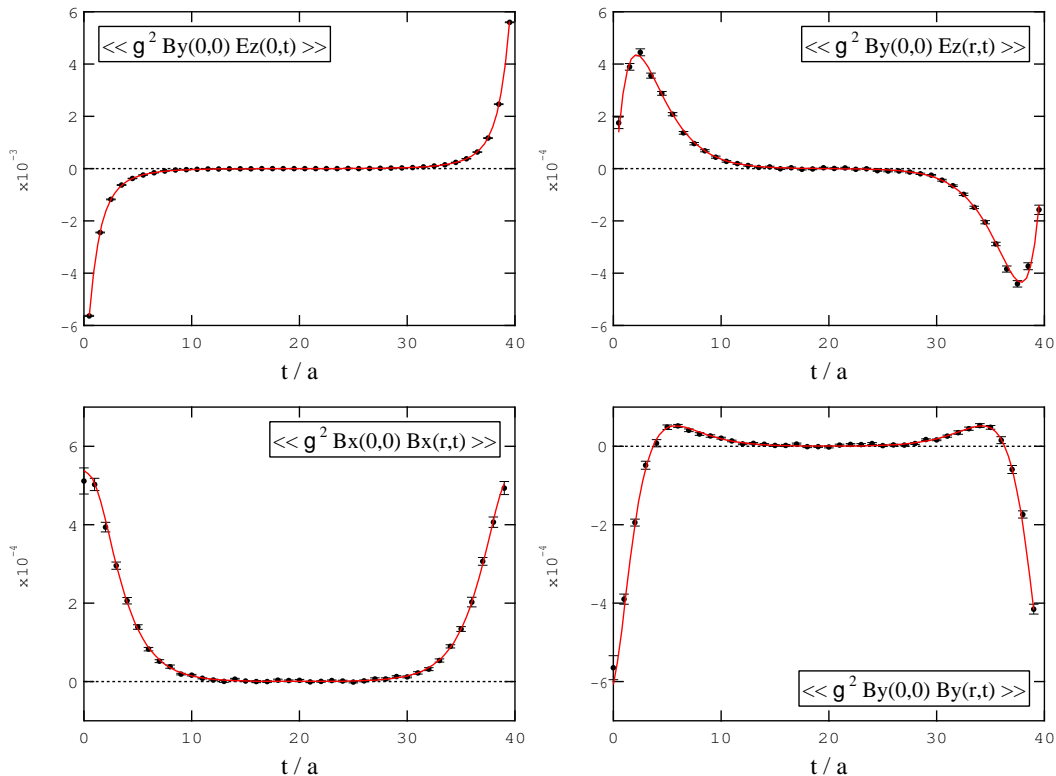 << g² By(0,0) Ez(0,t) >>
6
4
2
0
-2
-4
-6
x10⁻³
0 10 20 30 40
t / a
<< g² By(0,0) Ez(r,t) >>
6
4
2
0
-2
-4
-6
x10⁻⁴
0 10 20 30 40
t / a
<< g² Bx(0,0) Bx(r,t) >>
6
4
2
0
x10⁻⁴
0 10 20 30 40
t / a
0
-2
-4
-6
x10⁻⁴
<< g² By(0,0) By(r,t) >>
0 10 20 30 40
t / a